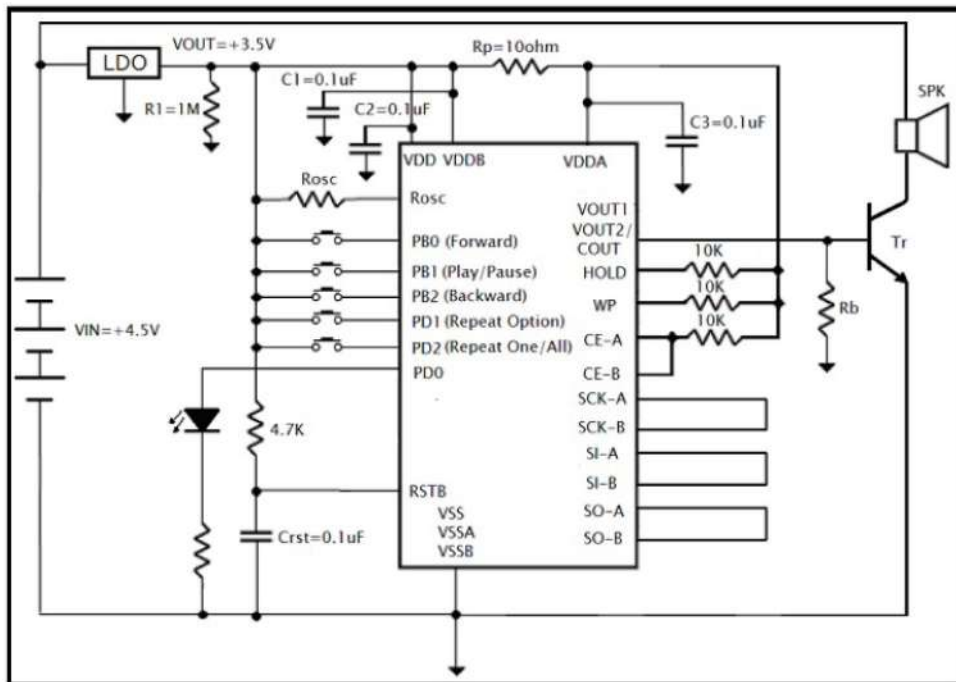 VOUT=+3.5V
Rp=10ohm
LDO
C1=0.1uF
SPK
R1=1M
C2=0.1uF
C3=0.1uF
VDD VDDB
VDDA
Rosc
Rosc
VOUT1
VOUT2/
COUT
PB0 (Forward)
Tr
10K
HOLD
PB1 (Play/Pause)
10K
PB2 (Backward)
WP
Rb
10K
PD1 (Repeat Option)
VIN=+4.5V
CE-A
PD2 (Repeat One/All)
PD0
CE-B
SCK-A
4.7K
SCK-B
SI-A
SI-B
RSTB
VSS
SO-A
VSSA
Crst=0.1uF
SO-B
VSSB